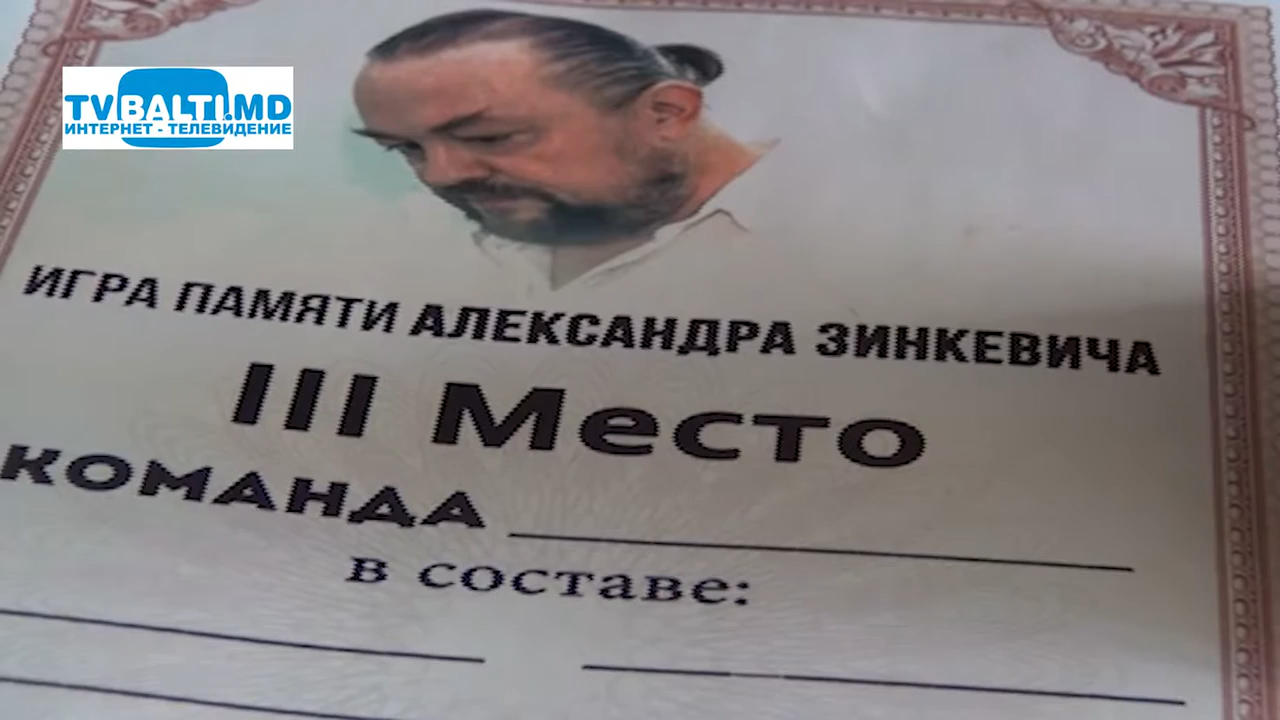 TVBALTI.MD
ИНТЕРНЕТ - ТЕЛЕВИДЕНИЕ
ИГРА ПАМЯТИ АЛЕКСАНДРА ЗИНКЕВИЧА
III Место
КОМАНДА
в составе: